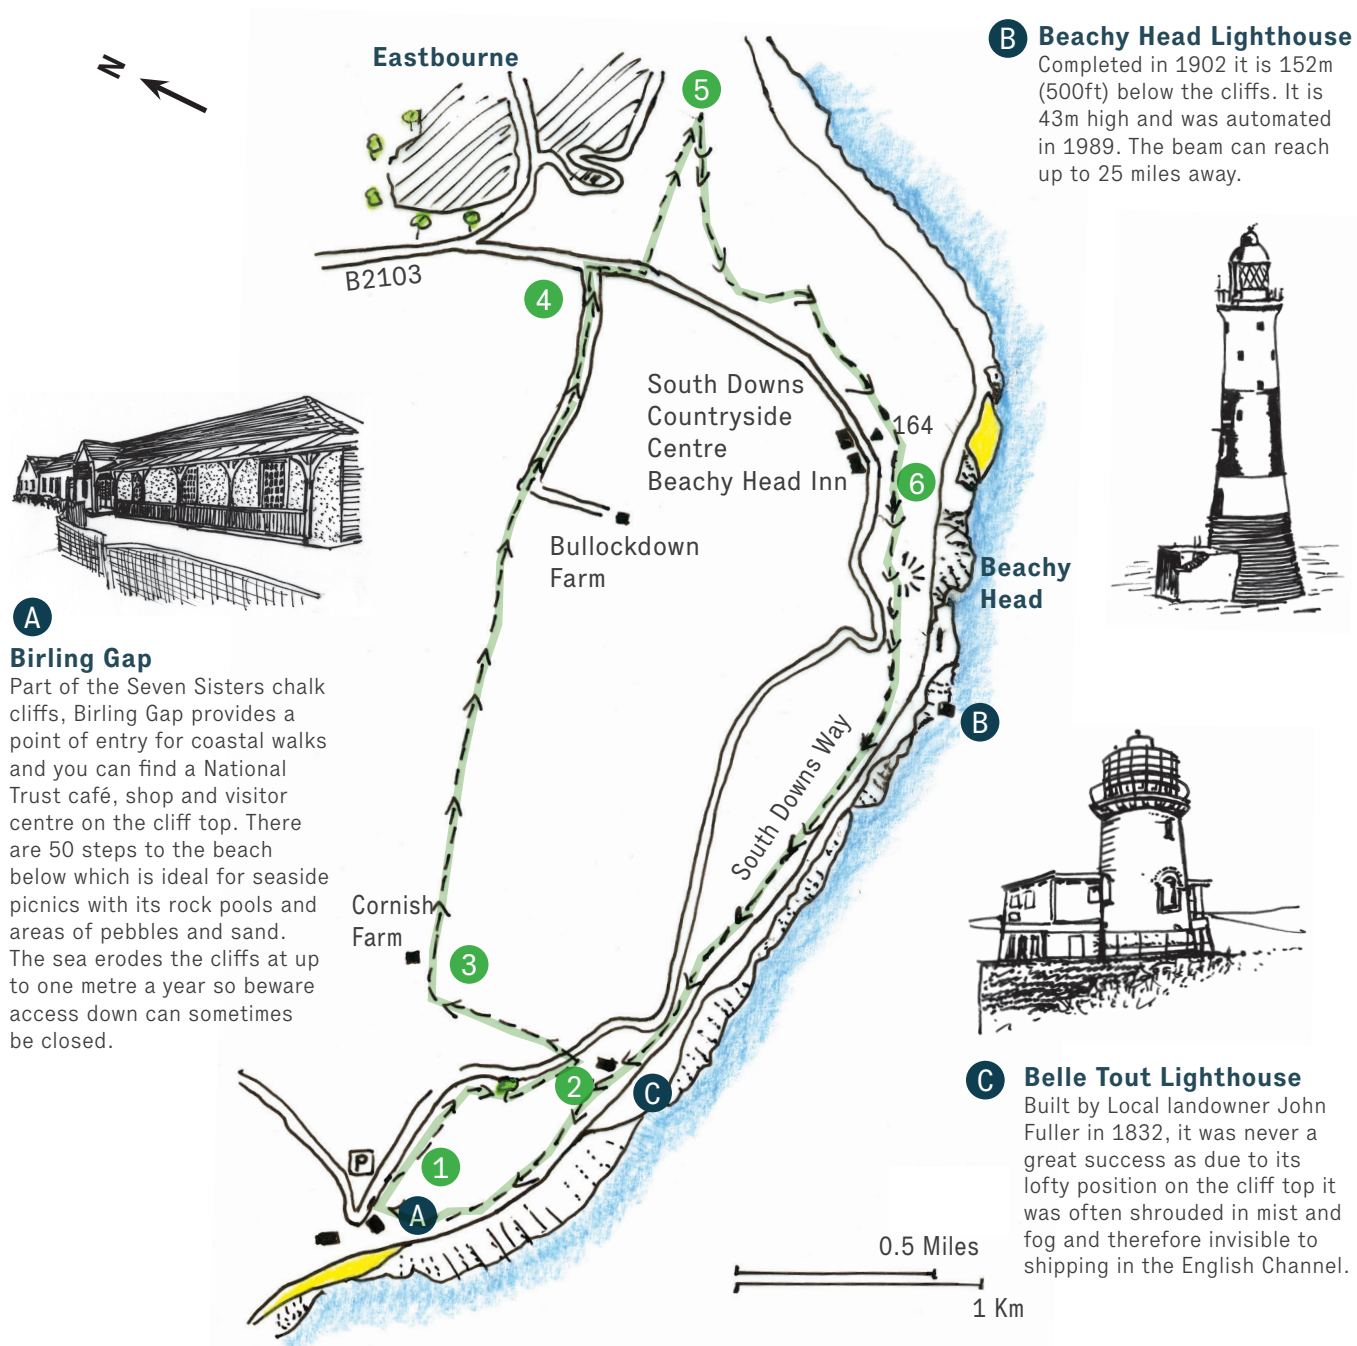 N
Eastbourne
5
B2103
4
South Downs
Countryside
Centre
Beachy Head Inn
164
6
Bullockdown
Farm
Beachy
Head
B
South Downs Way
Cornish
Farm
3
2
C
P
1
A
0.5 Miles
1 Km
A
Birling Gap
Part of the Seven Sisters chalk
cliffs, Birling Gap provides a
point of entry for coastal walks
and you can find a National
Trust café, shop and visitor
centre on the cliff top. There
are 50 steps to the beach
below which is ideal for seaside
picnics with its rock pools and
areas of pebbles and sand.
The sea erodes the cliffs at up
to one metre a year so beware
access down can sometimes
be closed.
B Beachy Head Lighthouse
Completed in 1902 it is 152m
(500ft) below the cliffs. It is
43m high and was automated
in 1989. The beam can reach
up to 25 miles away.
C Belle Tout Lighthouse
Built by Local landowner John
Fuller in 1832, it was never a
great success as due to its
lofty position on the cliff top it
was often shrouded in mist and
fog and therefore invisible to
shipping in the English Channel.